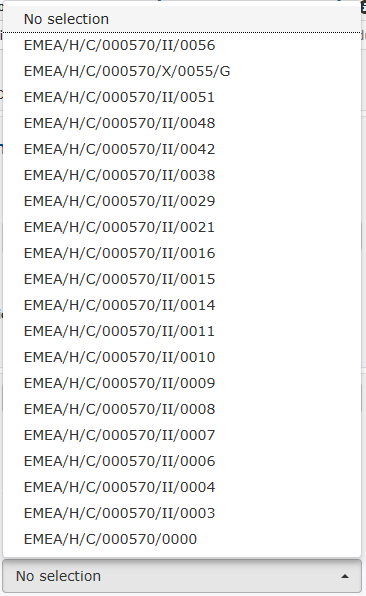 No selection
EMEA/H/C/000570/II/0056
EMEA/H/C/000570/X/0055/G
EMEA/H/C/000570/II/0051
EMEA/H/C/000570/II/0048
EMEA/H/C/000570/II/0042
EMEA/H/C/000570/II/0038
EMEA/H/C/000570/II/0029
EMEA/H/C/000570/II/0021
EMEA/H/C/000570/II/0016
EMEA/H/C/000570/II/0015
EMEA/H/C/000570/II/0014
EMEA/H/C/000570/II/0011
EMEA/H/C/000570/II/0010
EMEA/H/C/000570/II/0009
EMEA/H/C/000570/II/0008
EMEA/H/C/000570/II/0007
EMEA/H/C/000570/II/0006
EMEA/H/C/000570/II/0004
EMEA/H/C/000570/II/0003
EMEA/H/C/000570/0000
No selection